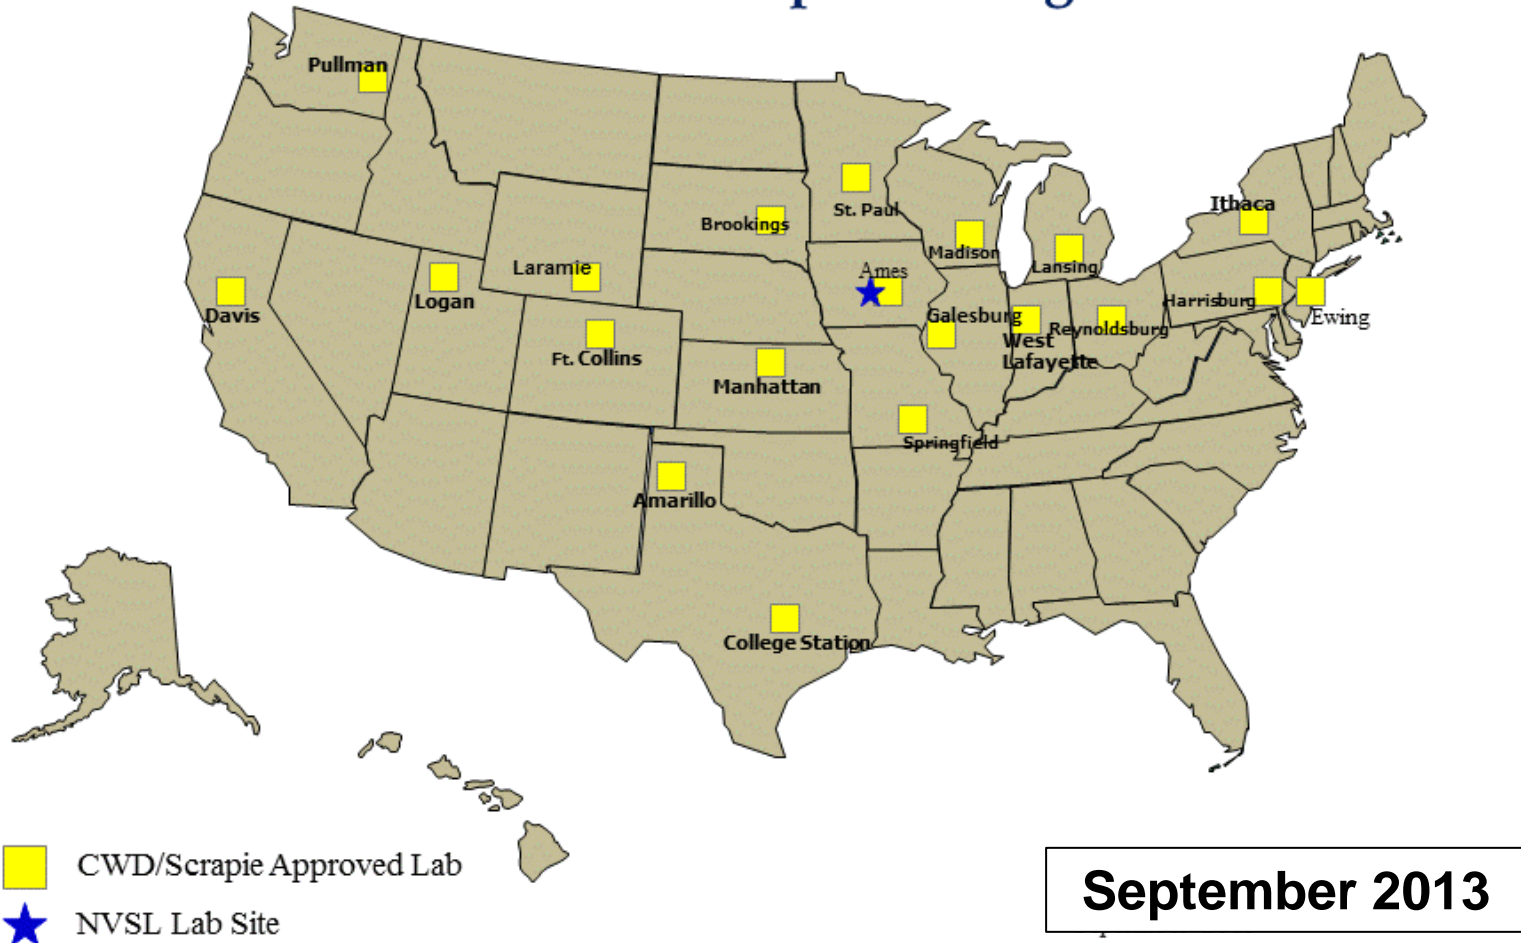 Pullman
St. Paul
Ithaca
Brookings
Madison
Lansing
Laramie
Ames
Logan
Harrisburg
Davis
Galesburg
Ewing
Reynoldsburg
West
Lafayette
Ft. Collins
Manhattan
Springfield
Amarillo
College Station
CWD/Scrapie Approved Lab
NVSL Lab Site
September 2013